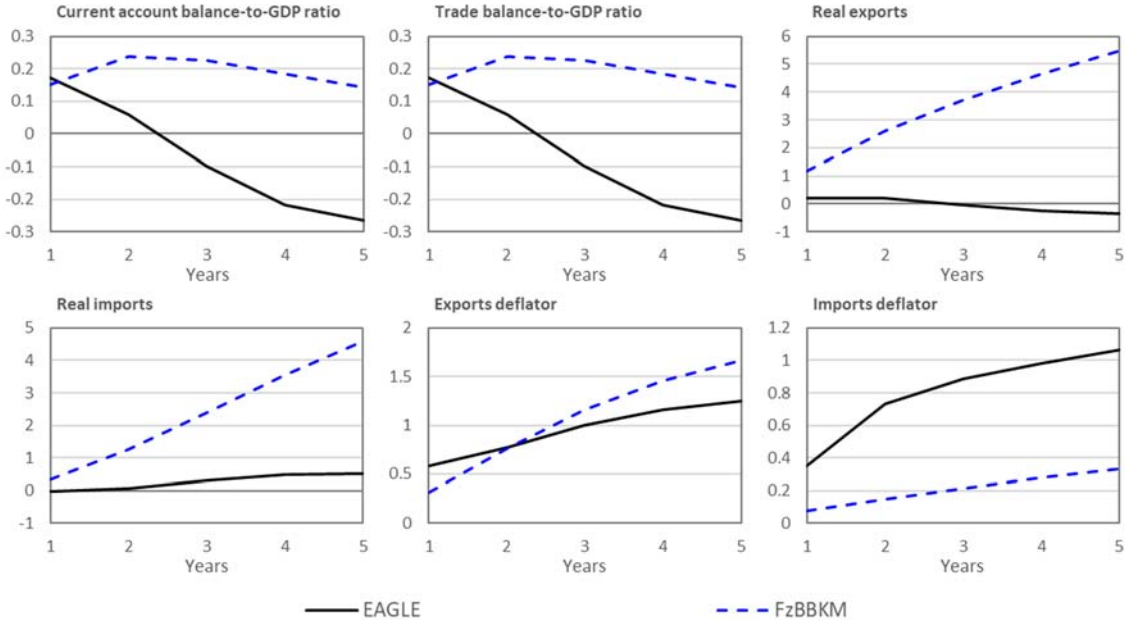 Current account balance-to-GDP ratio
0.3
0.2
0.1
0
-0.1
-0.2
-0.3
1 2 3 4 5
Years
Trade balance-to-GDP ratio
0.3
0.2
0.1
0
-0.1
-0.2
-0.3
1 2 3 4 5
Years
Real exports
6
5
4
3
2
1
0
-1
1 2 3 4 5
Years
Real imports
5
4
3
2
1
0
-1
1 2 3 4 5
Years
Exports deflator
2
1.5
1
0.5
0
1 2 3 4 5
Years
Imports deflator
1.2
1
0.8
0.6
0.4
0.2
0
1 2 3 4 5
Years
EAGLE
FzBBKM